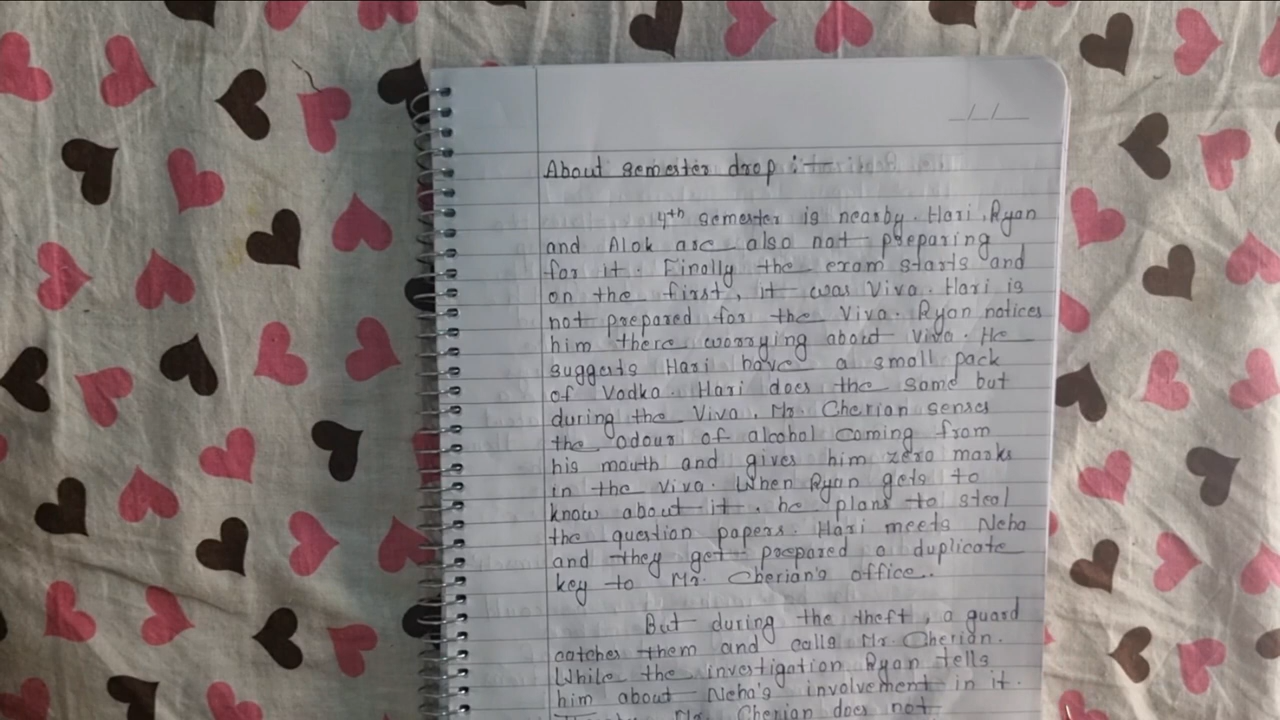 __/__/__
About semester drop :-
4th semester is nearby. Hari, Ryan
and Alok are also not preparing
for it. Finally the exam starts and
on the first, it was Viva. Hari is
not prepared for the Viva. Ryan notices
him there worrying about viva. He
suggests Hari have a small pack
of Vodka. Hari does the same but
during the Viva, Mr. Cherian senses
the odour of alcohol coming from
his mouth and gives him zero marks
in the viva. When Ryan gets to
know about it, he plans to steal
the question papers. Hari meets Neha
and they get prepared a duplicate
key to Mr. Cherian's office.
But during the theft, a guard
catches them and calls Mr. Cherian.
While the investigation Ryan tells
him about Neha's involvement in it.
Mr. Cherian does not